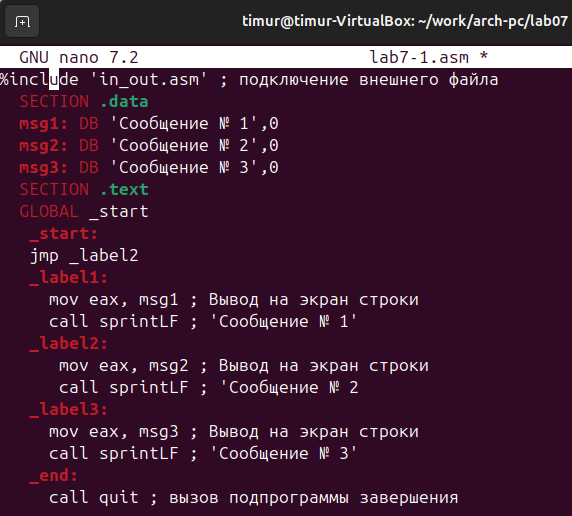 timur@timur-VirtualBox: ~/work/arch-pc/lab07
GNU nano 7.2 lab7-1.asm *
%include 'in_out.asm' ; подключение внешнего файла
SECTION .data
msg1: DB 'Сообщение № 1',0
msg2: DB 'Сообщение № 2',0
msg3: DB 'Сообщение № 3',0
SECTION .text
GLOBAL _start
_start:
jmp _label2
_label1:
mov eax, msg1 ; Вывод на экран строки
call sprintLF ; 'Сообщение № 1'
_label2:
mov eax, msg2 ; Вывод на экран строки
call sprintLF ; 'Сообщение № 2
_label3:
mov eax, msg3 ; Вывод на экран строки
call sprintLF ; 'Сообщение № 3'
_end:
call quit ; вызов подпрограммы завершения